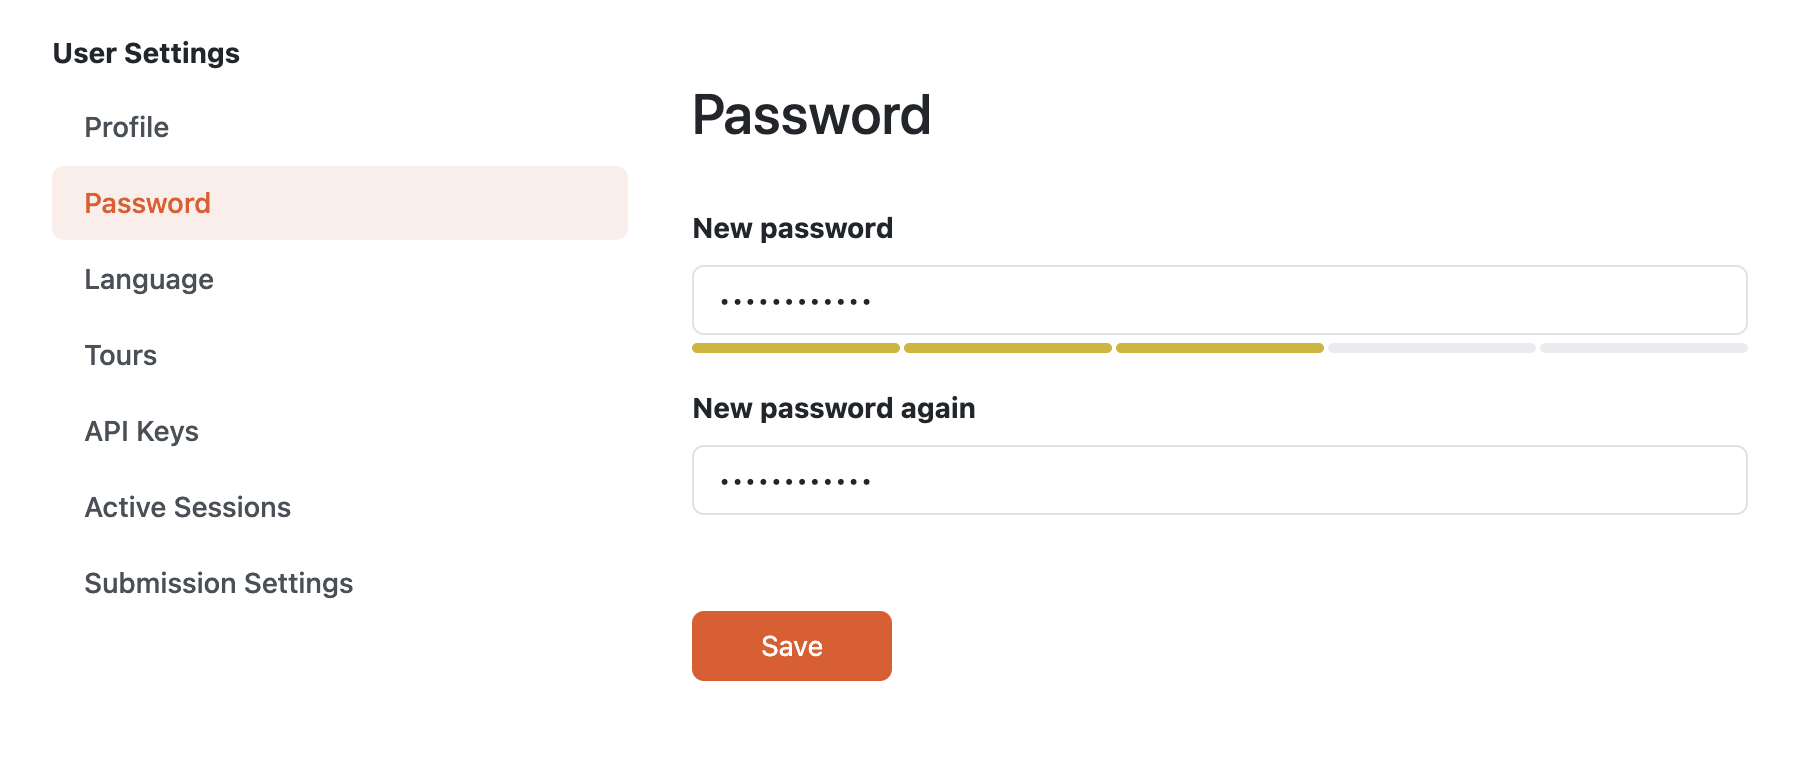 User Settings
Profile
Password
Language
Tours
API Keys
Active Sessions
Submission Settings
Password
New password
••••••••••••
New password again
••••••••••••
Save